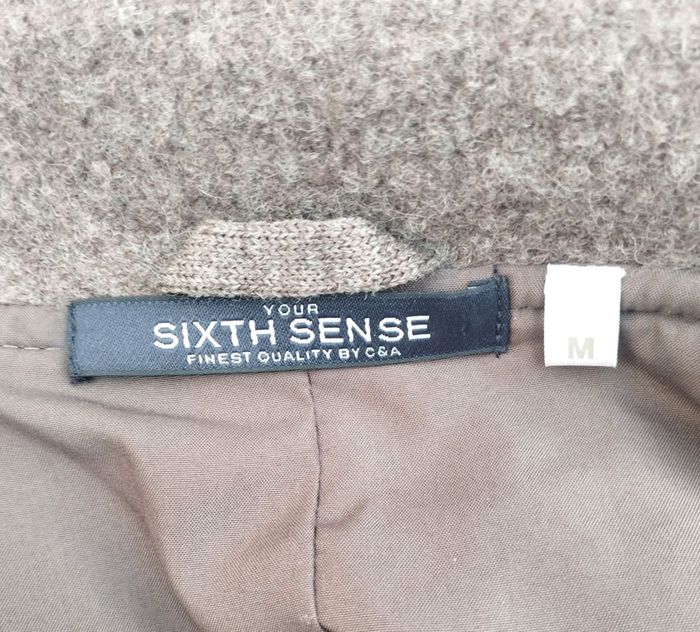 YOUR
SIXTH SENSE
FINEST QUALITY BY C&A
M